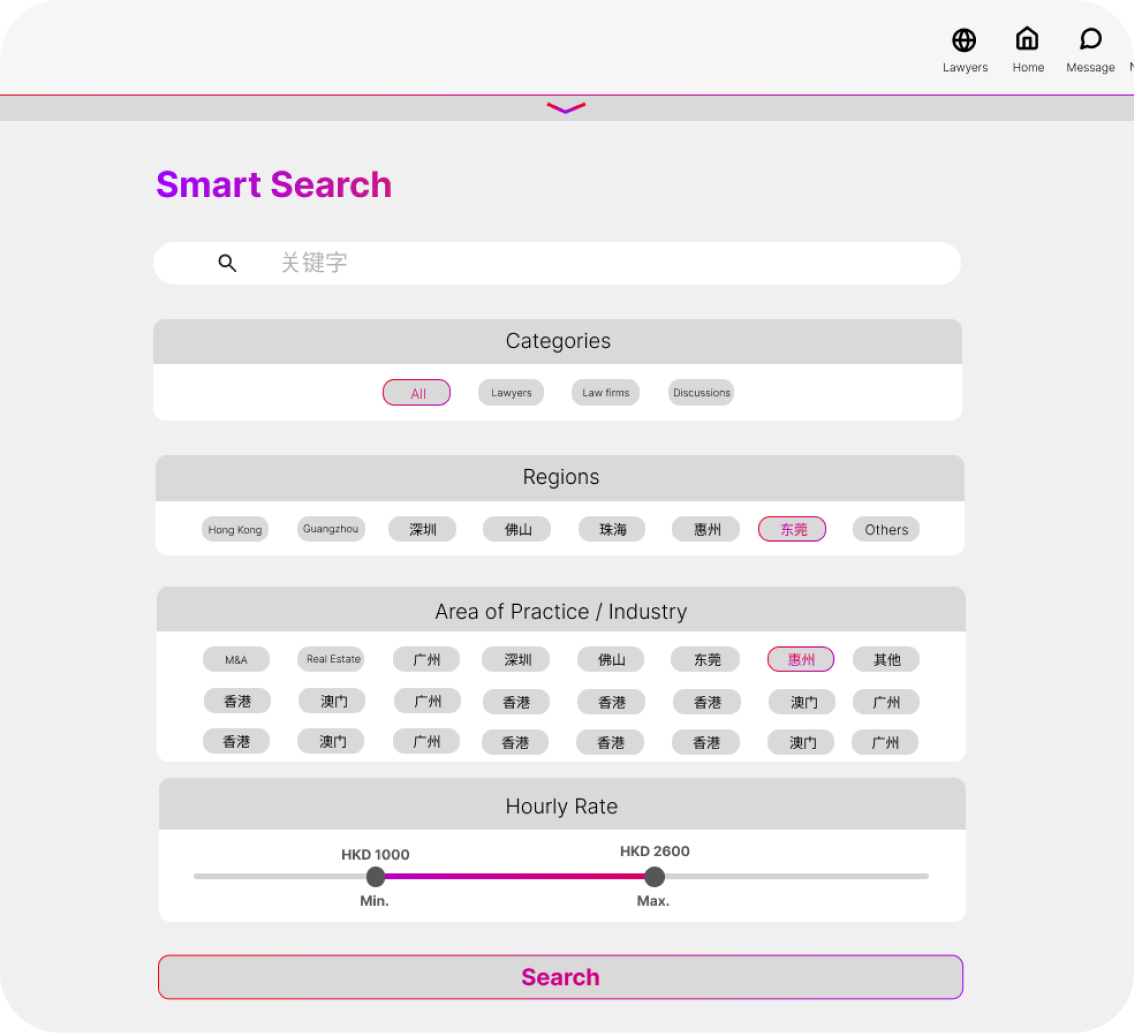 Lawyers Home Message
Smart Search
关键字
Categories
All Lawyers Law firms Discussions
Regions
Hong Kong Guangzhou 深圳 佛山 珠海 惠州 东莞 Others
Area of Practice / Industry
M&A Real Estate 广州 深圳 佛山 东莞 惠州 其他
香港 澳门 广州 香港 香港 香港 澳门 广州
香港 澳门 广州 香港 香港 香港 澳门 广州
Hourly Rate
HKD 1000 HKD 2600
Min. Max.
Search